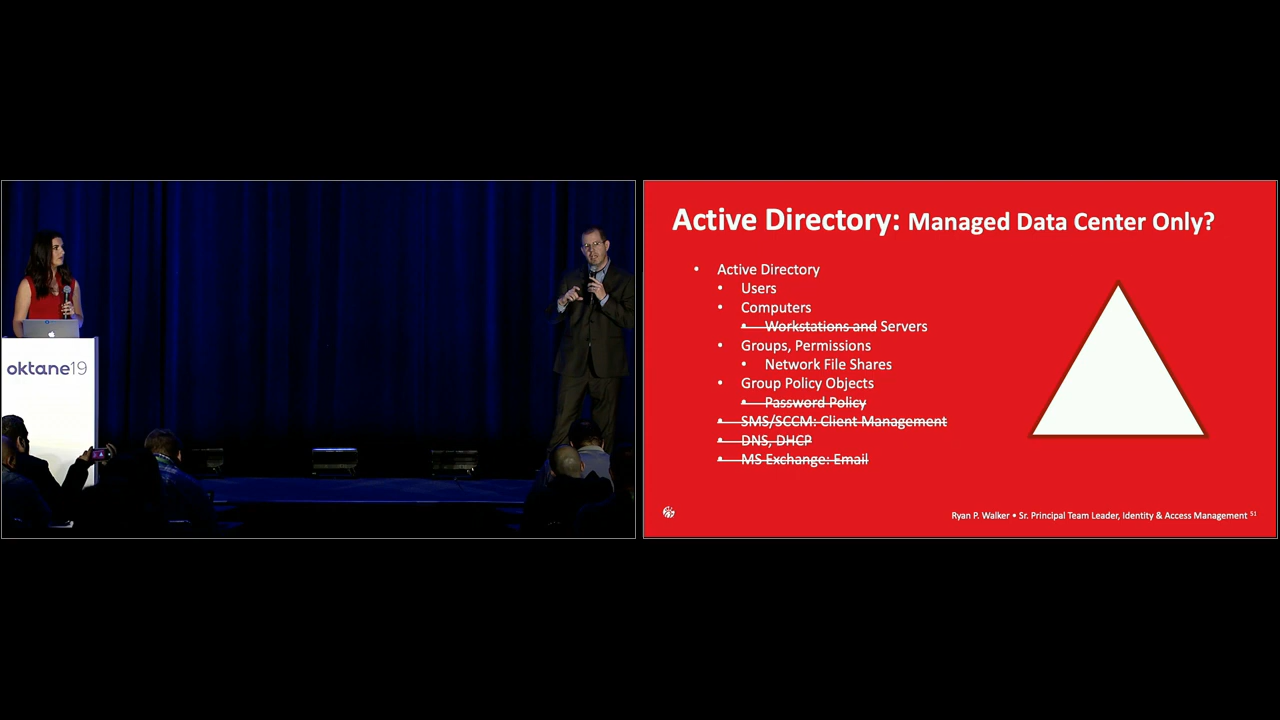 oktane19
Active Directory: Managed Data Center Only?
• Active Directory
• Users
• Computers
• Workstations and Servers
• Groups, Permissions
• Network File Shares
• Group Policy Objects
• Password Policy
• SMS/SCCM: Client Management
• DNS, DHCP
• MS Exchange: Email
Ryan P. Walker • Sr. Principal Team Leader, Identity & Access Management 51